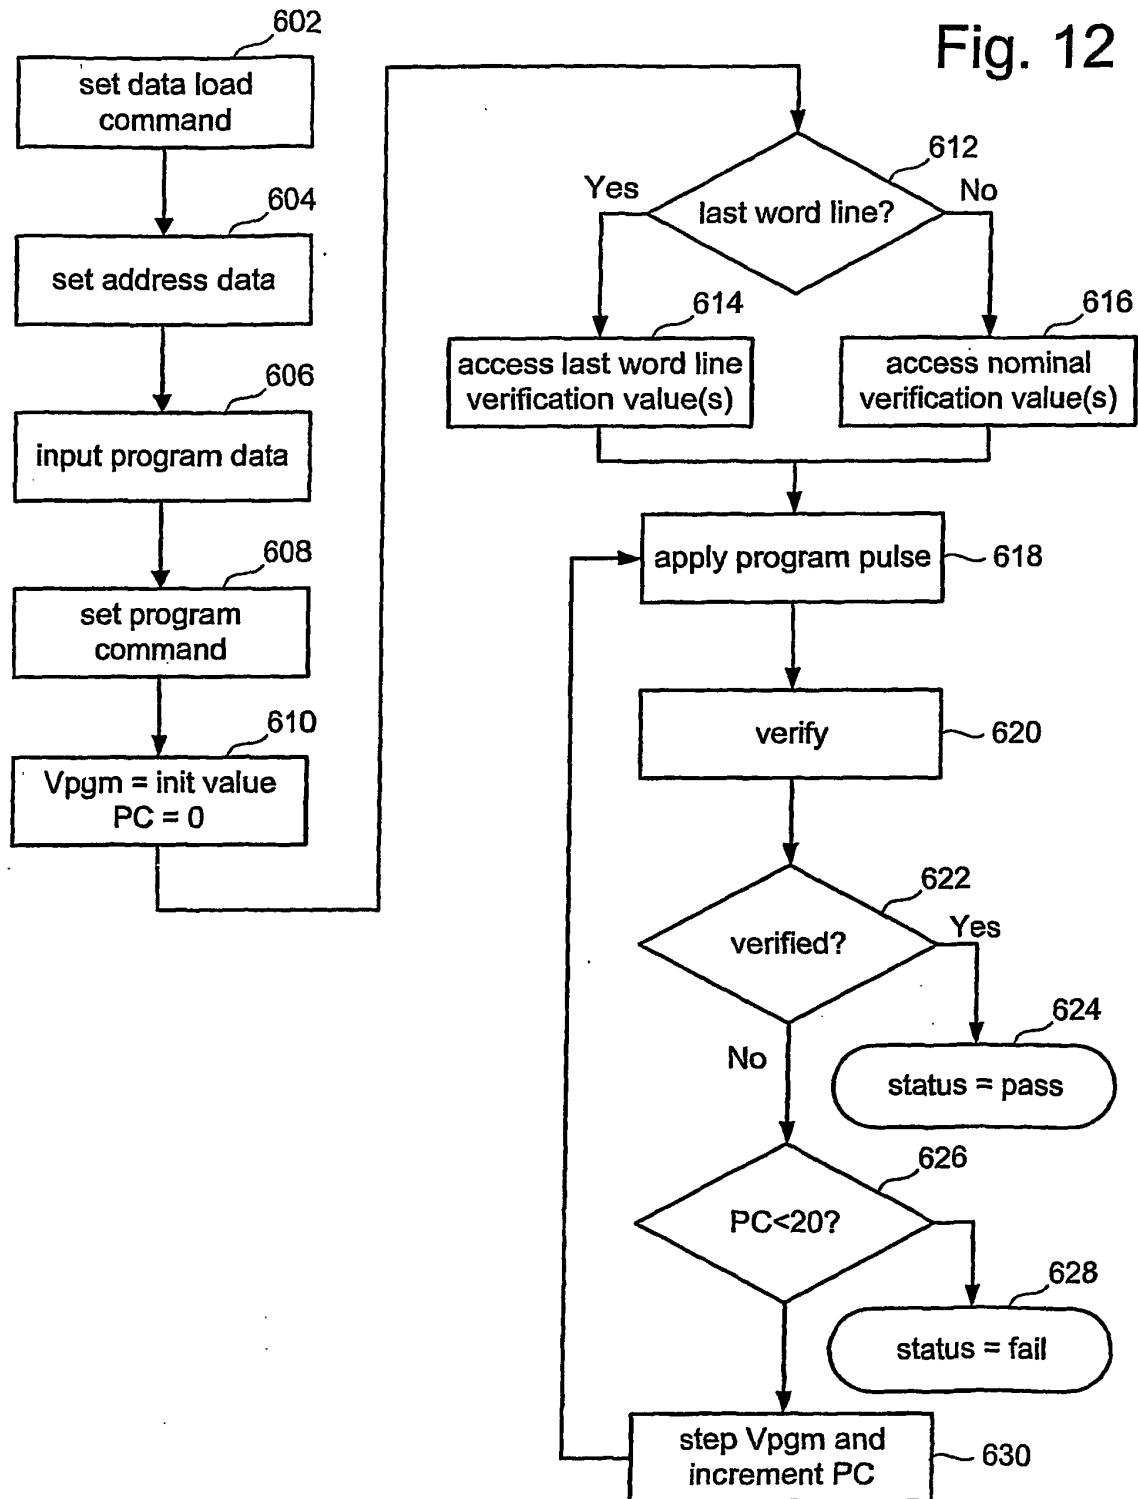 Fig. 12
602
set data load
command
604
set address data
606
input program data
608
set program
command
610
Vpgm = init value
PC = 0
612
last word line?
Yes
No
614
access last word line
verification value(s)
616
access nominal
verification value(s)
apply program pulse
618
verify
620
622
verified?
Yes
No
624
status = pass
626
PC<20?
628
status = fail
step Vpgm and
increment PC
630